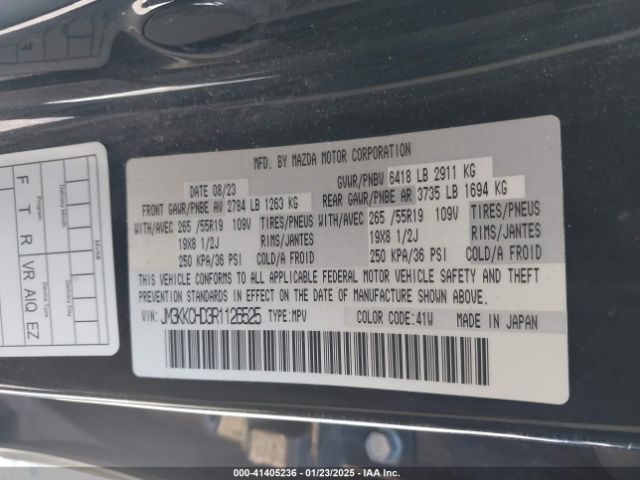 MFD. BY MAZDA MOTOR CORPORATION
DATE 08/23
GVWR/PNBV 6418 LB 2911 KG
FRONT GAWR/PNBE AV 2784 LB 1263 KG
REAR GAWR/PNBE AR 3735 LB 1694 KG
WITH/AVEC 265 /55R19 109V TIRES/PNEUS
WITH/AVEC 265 /55R19 109V TIRES/PNEUS
19X8 1/2J RIMS/JANTES
19X8 1/2J RIMS/JANTES
250 KPA/36 PSI COLD/A FROID
250 KPA/36 PSI COLD/A FROID
THIS VEHICLE CONFORMS TO ALL APPLICABLE FEDERAL MOTOR VEHICLE SAFETY AND THEFT
PREVENTION STANDARDS IN EFFECT ON THE DATE OF MANUFACTURE SHOWN ABOVE.
VIN: JM3KKCHD3R1126525 TYPE: MPV COLOR CODE: 41W MADE IN JAPAN
F T R VR AIQ EZ
Program
Device Type
Delivery Date
000-41405236 - 01/23/2025 - IAA Inc.